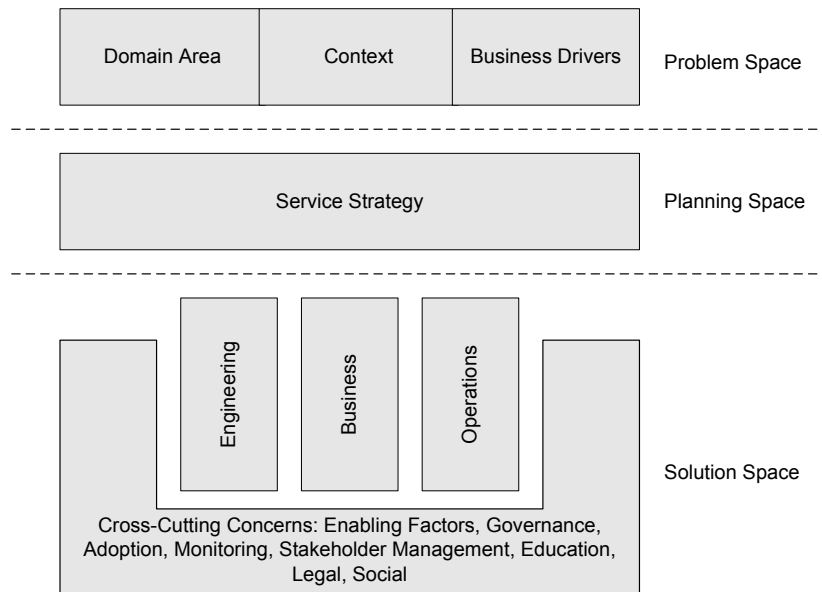 Domain Area
Context
Business Drivers
Problem Space
Service Strategy
Planning Space
Engineering
Business
Operations
Solution Space
Cross-Cutting Concerns: Enabling Factors, Governance,
Adoption, Monitoring, Stakeholder Management, Education,
Legal, Social